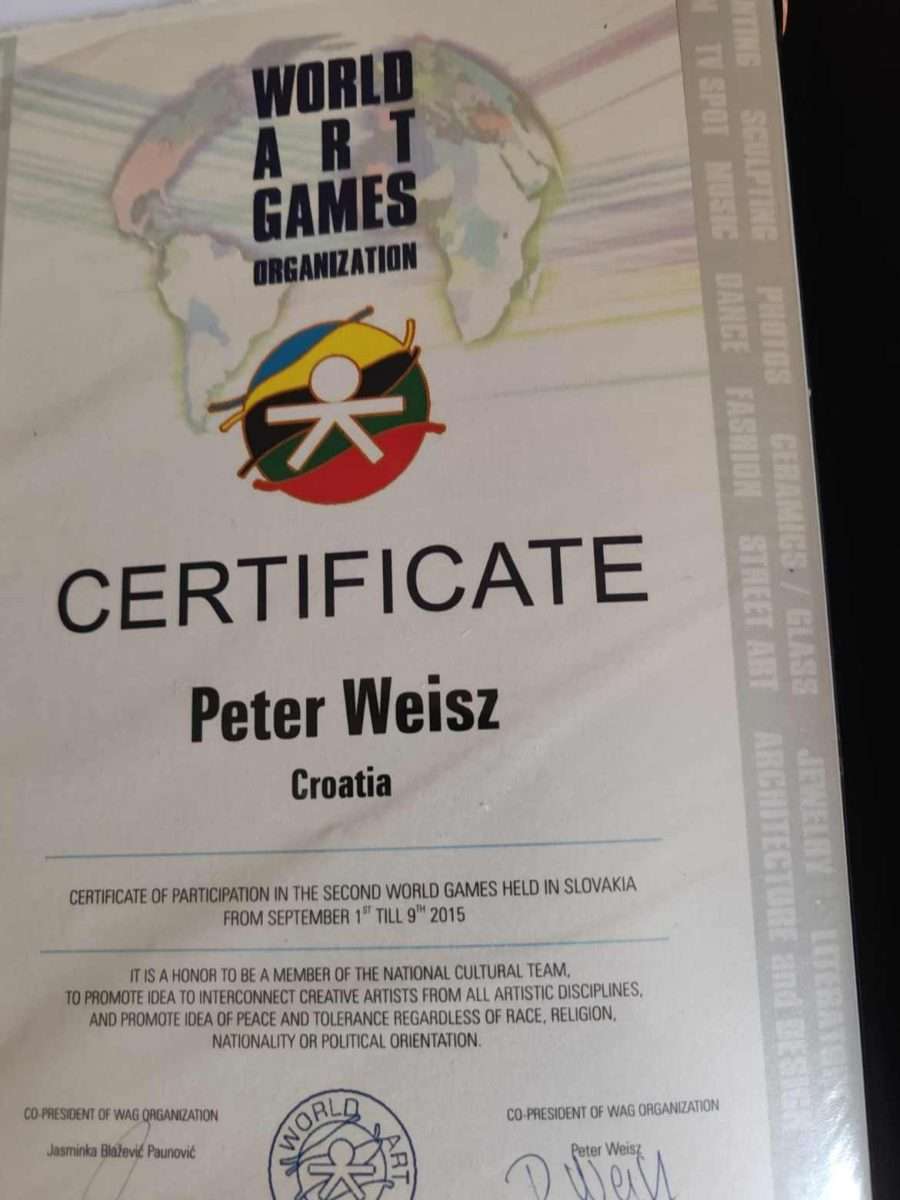 WORLD
ART
GAMES
ORGANIZATION
CERTIFICATE
Peter Weisz
Croatia
CERTIFICATE OF PARTICIPATION IN THE SECOND WORLD GAMES HELD IN SLOVAKIA
FROM SEPTEMBER 1ST TILL 9TH 2015
IT IS A HONOR TO BE A MEMBER OF THE NATIONAL CULTURAL TEAM,
TO PROMOTE IDEA TO INTERCONNECT CREATIVE ARTISTS FROM ALL ARTISTIC DISCIPLINES,
AND PROMOTE IDEA OF PEACE AND TOLERANCE REGARDLESS OF RACE, RELIGION,
NATIONALITY OR POLITICAL ORIENTATION.
CO-PRESIDENT OF WAG ORGANIZATION
Jasminka Blažević Paunović
WORLD ART
CO-PRESIDENT OF WAG ORGANIZATION
Peter Weisz
SCULPTING PHOTOS CERAMICS / GLASS JEWELRY
TV SPOT MUSIC DANCE FASHION STREET ART ARCHITECTURE and